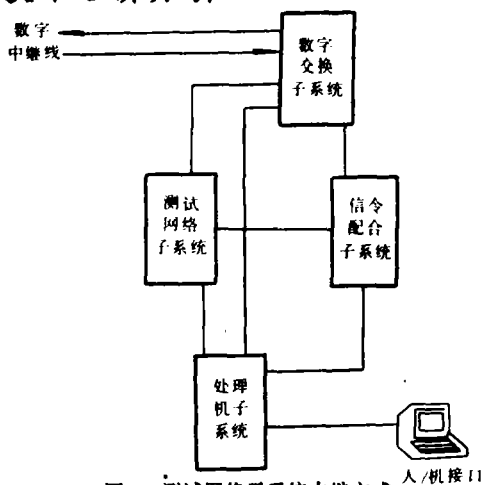 数字
中继线
数字
交换
子系统
测试
网络
子系统
信令
配合
子系统
处理
机子
系统
人/机接口